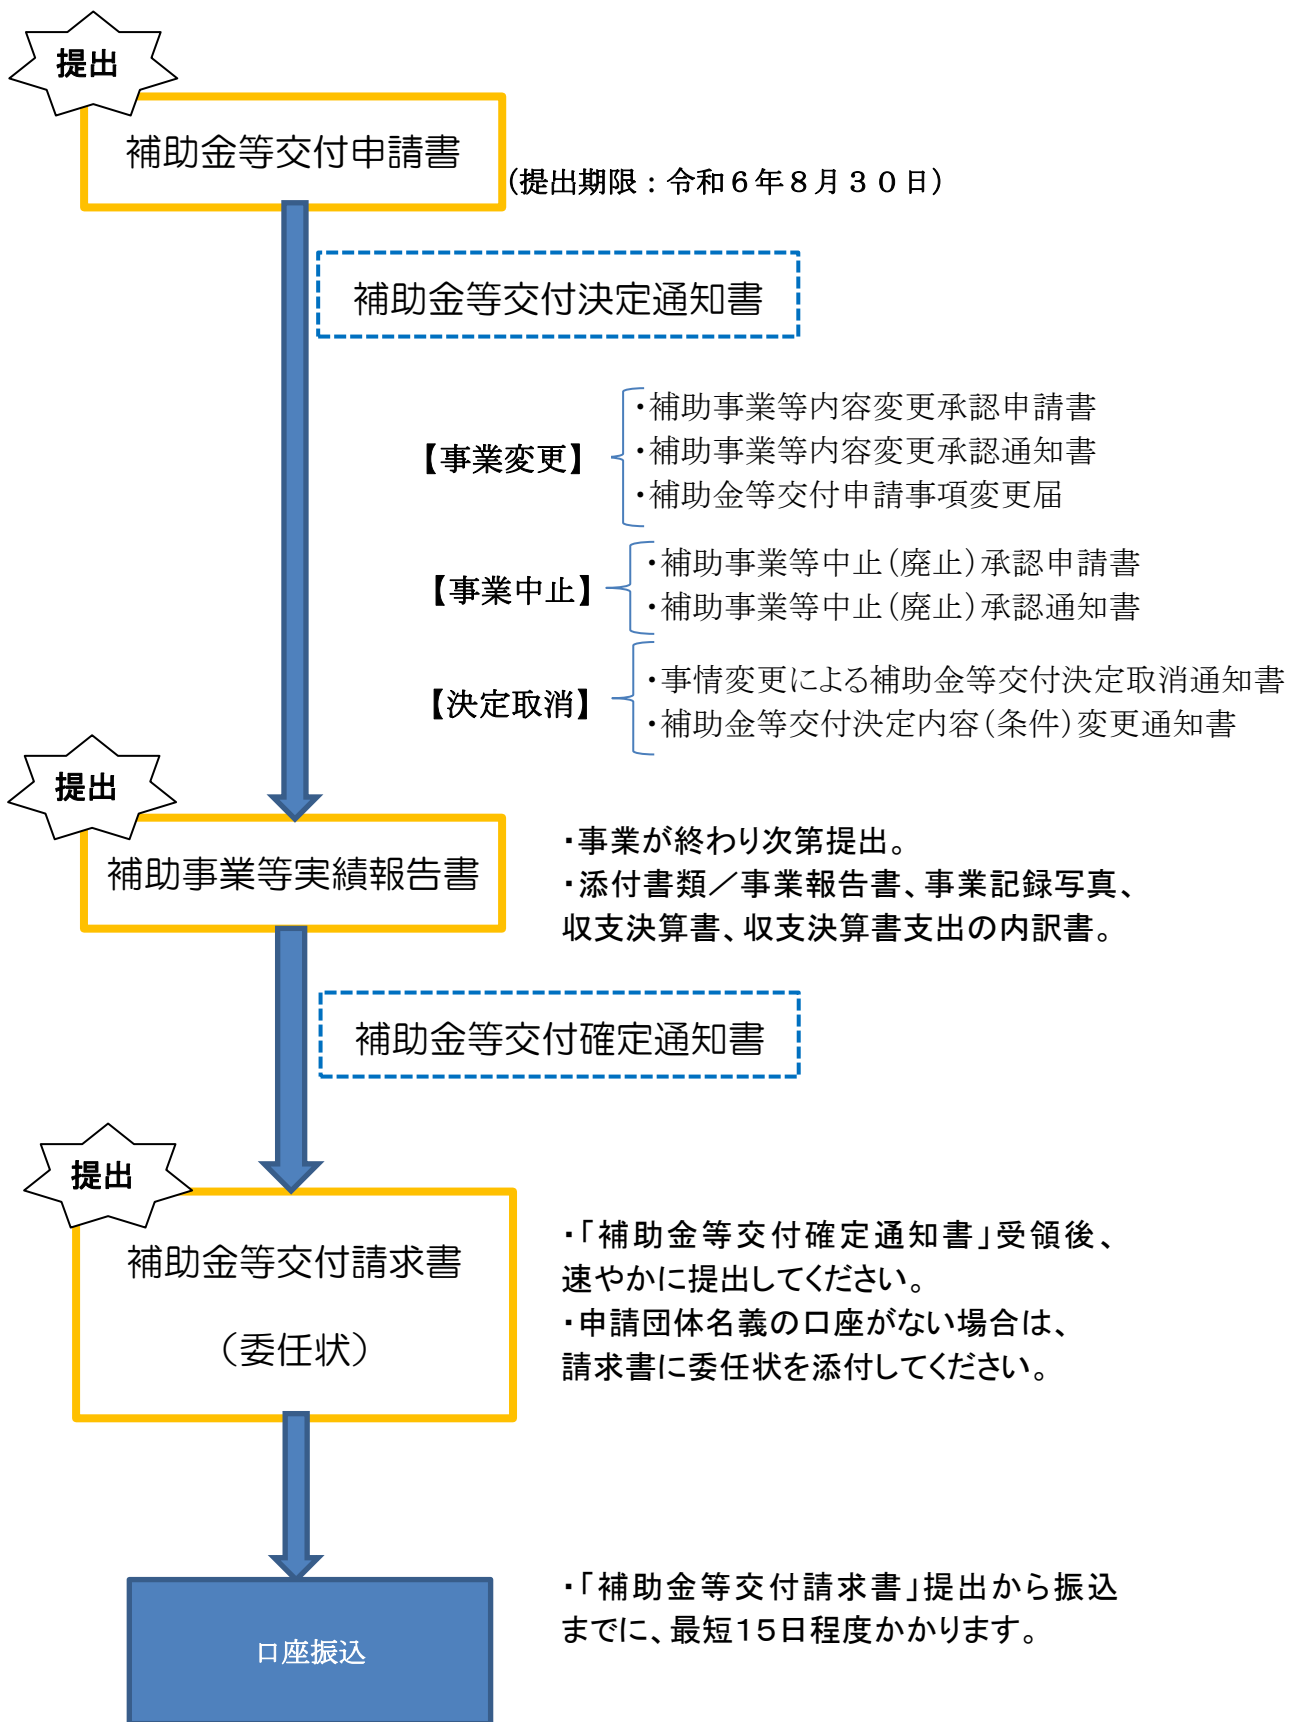 提出
補助金等交付申請書
(提出期限：令和６年８月３０日)
補助金等交付決定通知書
【事業変更】
・補助事業等内容変更承認申請書
・補助事業等内容変更承認通知書
・補助金等交付申請事項変更届
【事業中止】
・補助事業等中止(廃止)承認申請書
・補助事業等中止(廃止)承認通知書
【決定取消】
・事情変更による補助金等交付決定取消通知書
・補助金等交付決定内容(条件)変更通知書
提出
補助事業等実績報告書
・事業が終わり次第提出。
・添付書類／事業報告書、事業記録写真、
収支決算書、収支決算書支出の内訳書。
補助金等交付確定通知書
提出
補助金等交付請求書
（委任状）
・「補助金等交付確定通知書」受領後、
速やかに提出してください。
・申請団体名義の口座がない場合は、
請求書に委任状を添付してください。
・「補助金等交付請求書」提出から振込
までに、最短15日程度かかります。
口座振込